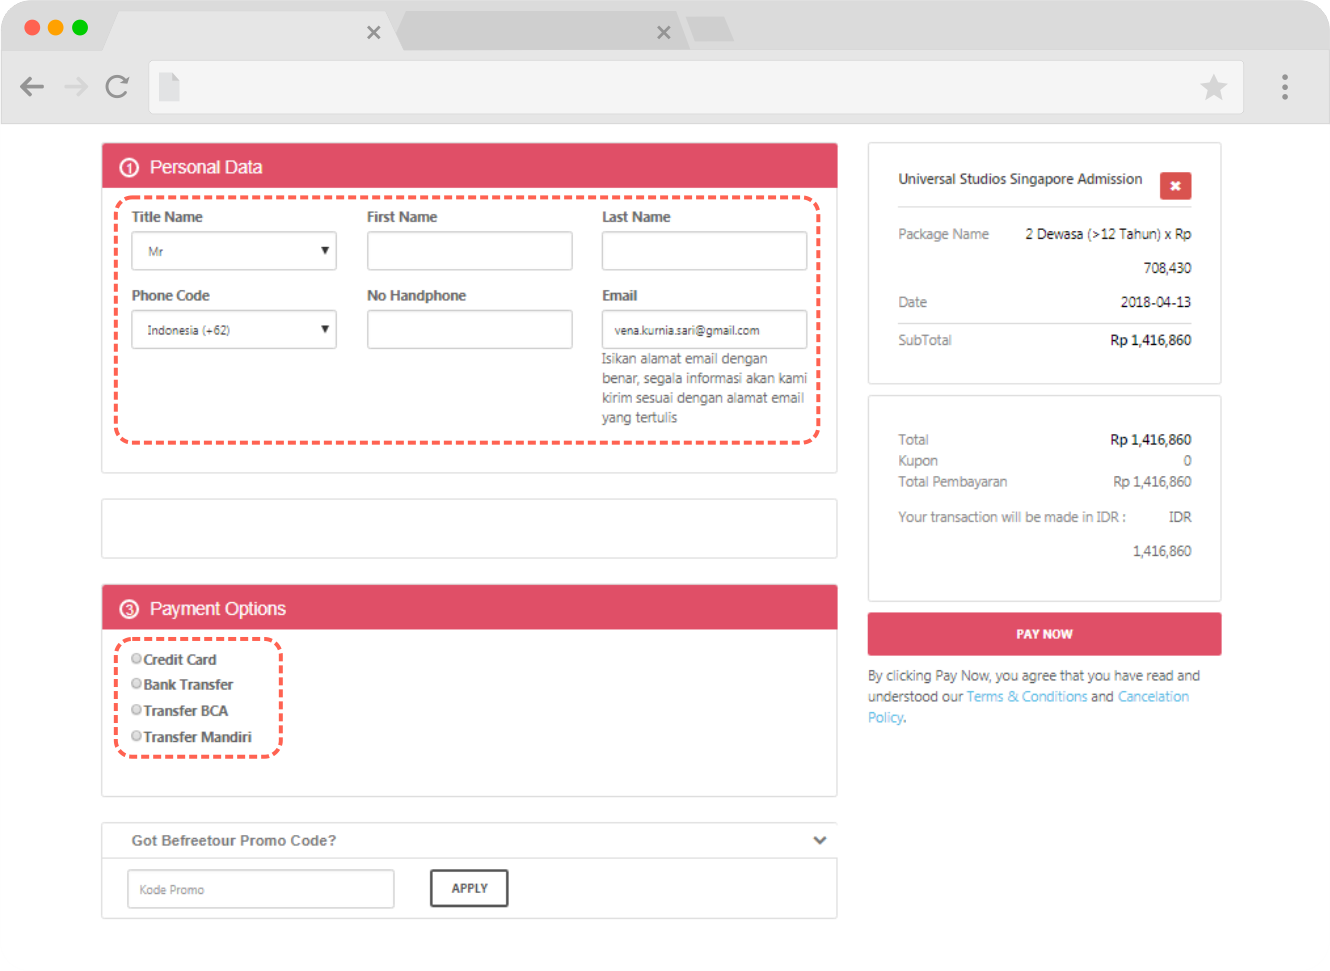 1 Personal Data
Title Name
First Name
Last Name
Mr
Phone Code
No Handphone
Email
Indonesia (+62)
vena.kurnia.sari@gmail.com
Isikan alamat email dengan
benar, segala informasi akan kami
kirim sesuai dengan alamat email
yang tertulis
3 Payment Options
Credit Card
Bank Transfer
Transfer BCA
Transfer Mandiri
Got Befreetour Promo Code?
Kode Promo
APPLY
Universal Studios Singapore Admission
Package Name 2 Dewasa (>12 Tahun) x Rp
708,430
Date 2018-04-13
SubTotal Rp 1,416,860
Total Rp 1,416,860
Kupon 0
Total Pembayaran Rp 1,416,860
Your transaction will be made in IDR : IDR
1,416,860
PAY NOW
By clicking Pay Now, you agree that you have read and
understood our Terms & Conditions and Cancelation
Policy.